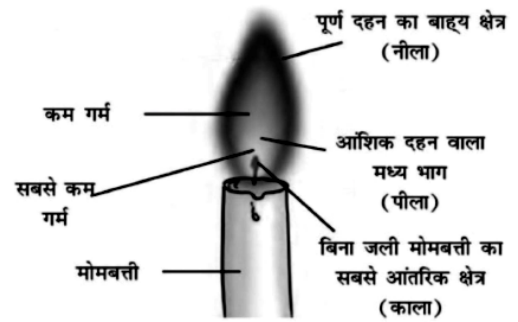 पूर्ण दहन का बाह्य क्षेत्र
(नीला)
कम गर्म
आंशिक दहन वाला
मध्य भाग
(पीला)
सबसे कम
गर्म
बिना जली मोमबत्ती का
सबसे आंतरिक क्षेत्र
(काला)
मोमबत्ती